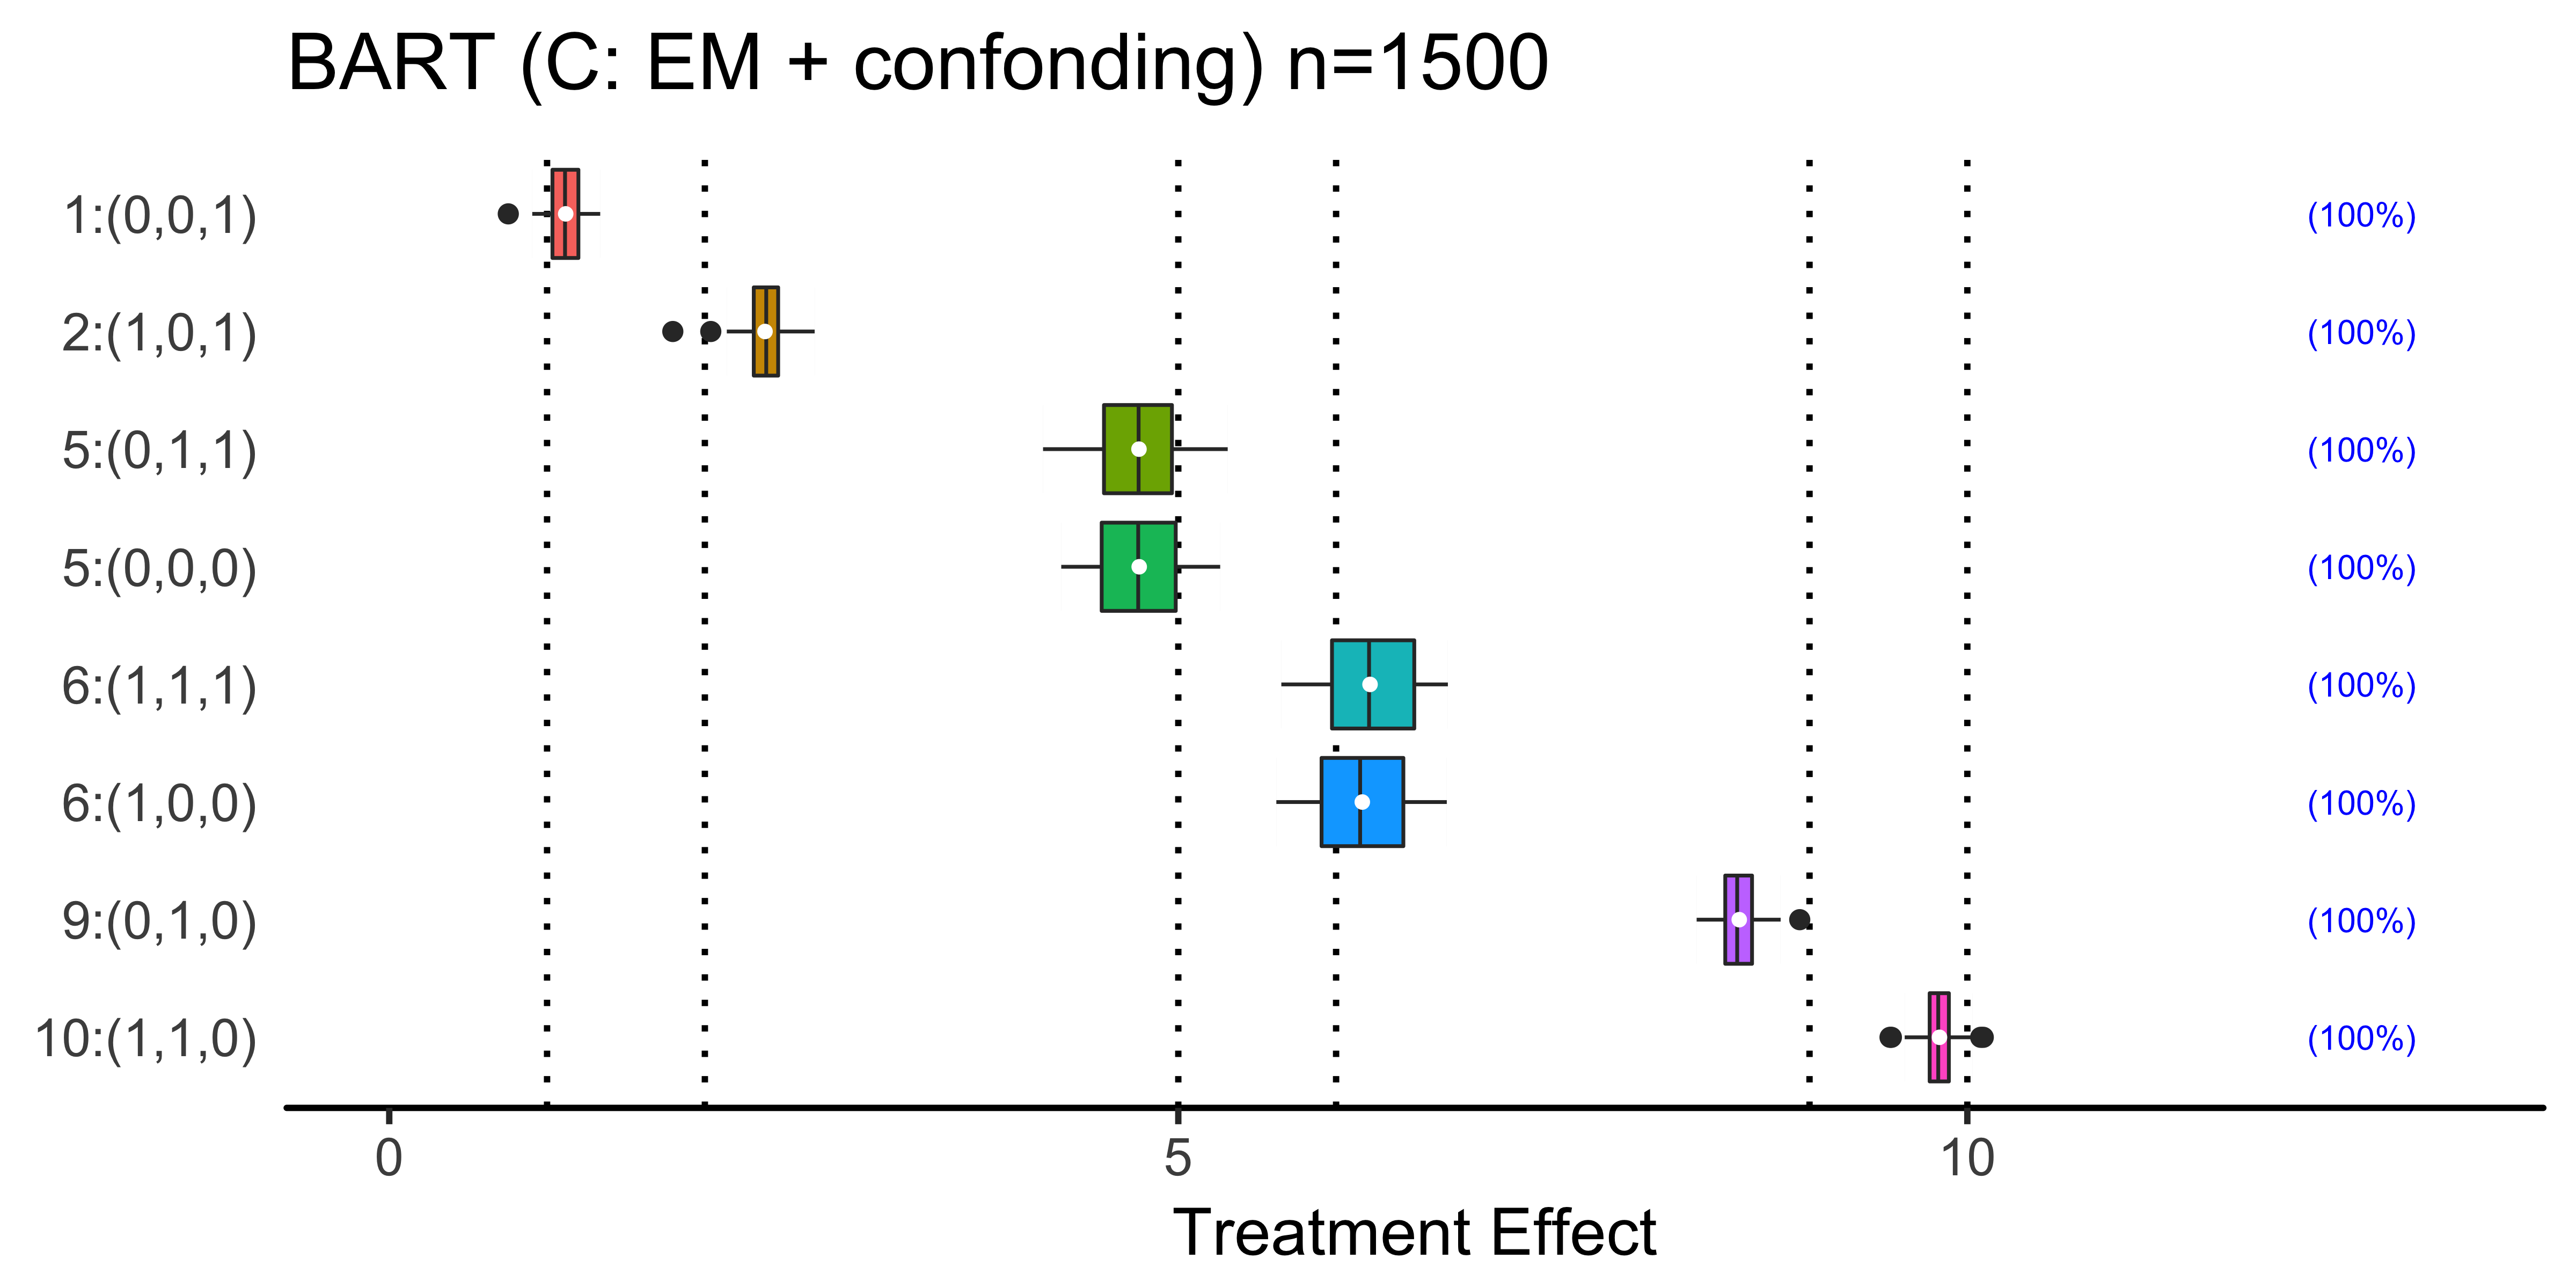 BART (C: EM + confonding) n=1500
1:(0,0,1) (100%)
2:(1,0,1) (100%)
5:(0,1,1) (100%)
5:(0,0,0) (100%)
6:(1,1,1) (100%)
6:(1,0,0) (100%)
9:(0,1,0) (100%)
10:(1,1,0) (100%)
0 5 10
Treatment Effect